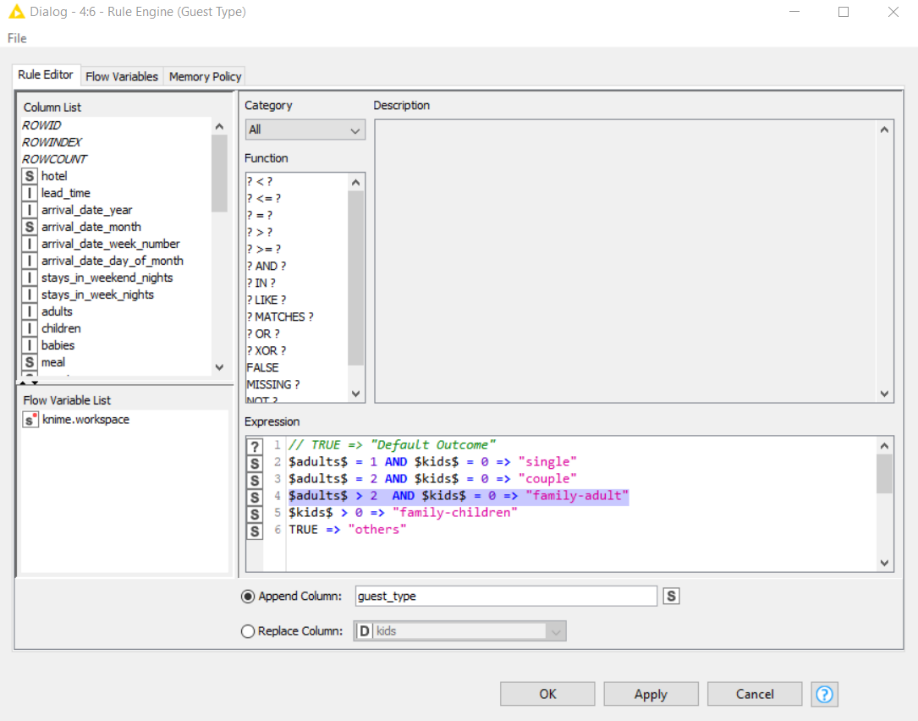 Dialog - 4:6 - Rule Engine (Guest Type)
File
Rule Editor
Flow Variables
Memory Policy
Column List
ROWID
ROWINDEX
ROWCOUNT
S hotel
I lead_time
I arrival_date_year
S arrival_date_month
I arrival_date_week_number
I arrival_date_day_of_month
I stays_in_weekend_nights
I stays_in_week_nights
I adults
I children
I babies
S meal
Flow Variable List
s knime.workspace
Category
All
Function
? < ?
? <= ?
? = ?
? > ?
? >= ?
? AND ?
? IN ?
? LIKE ?
? MATCHES ?
? OR ?
? XOR ?
FALSE
MISSING ?
NOT ?
Description
Expression
? 1 // TRUE => "Default Outcome"
S 2 $adults$ = 1 AND $kids$ = 0 => "single"
S 3 $adults$ = 2 AND $kids$ = 0 => "couple"
S 4 $adults$ > 2  AND $kids$ = 0 => "family-adult"
S 5 $kids$ > 0 => "family-children"
S 6 TRUE => "others"
Append Column: guest_type S
Replace Column: D kids
OK
Apply
Cancel
?